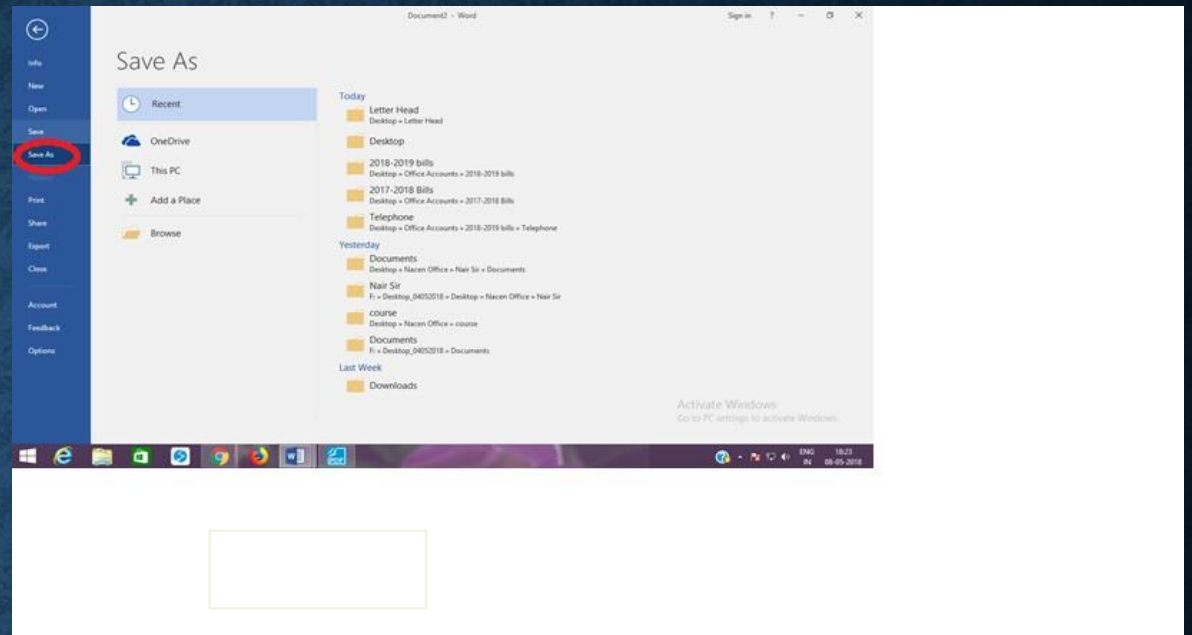 Document2 - Word
Sign in ?
Save As
Info
New
Open
Save
Save As
Print
Share
Export
Close
Account
Feedback
Options
Recent
OneDrive
This PC
Add a Place
Browse
Today
Letter Head
Desktop » Letter Head
Desktop
2018-2019 bills
Desktop » Office Accounts » 2018-2019 bills
2017-2018 Bills
Desktop » Office Accounts » 2017-2018 Bills
Telephone
Desktop » Office Accounts » 2018-2019 bills » Telephone
Yesterday
Documents
Desktop » Nacen Office » Nair Sir » Documents
Nair Sir
F: » Desktop_04052018 » Desktop » Nacen Office » Nair Sir
course
Desktop » Nacen Office » course
Documents
F: » Desktop_04052018 » Documents
Last Week
Downloads
Activate Windows
Go to PC settings to activate Windows.
ENG 18:23
IN 08-05-2018